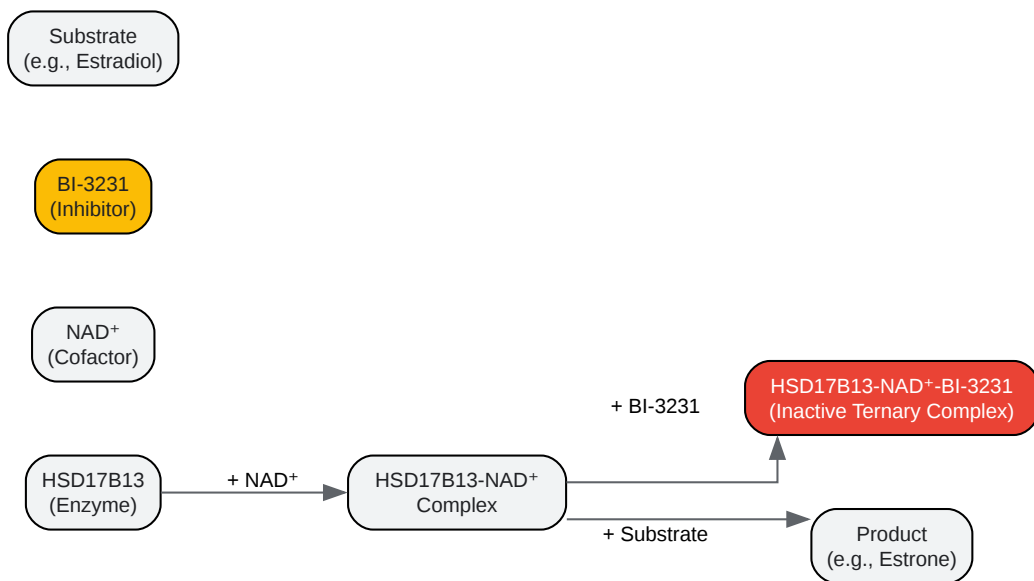 Substrate
(e.g., Estradiol)
BI-3231
(Inhibitor)
NAD⁺
(Cofactor)
HSD17B13
(Enzyme)
+ NAD⁺
HSD17B13-NAD⁺
Complex
+ BI-3231
HSD17B13-NAD⁺-BI-3231
(Inactive Ternary Complex)
+ Substrate
Product
(e.g., Estrone)